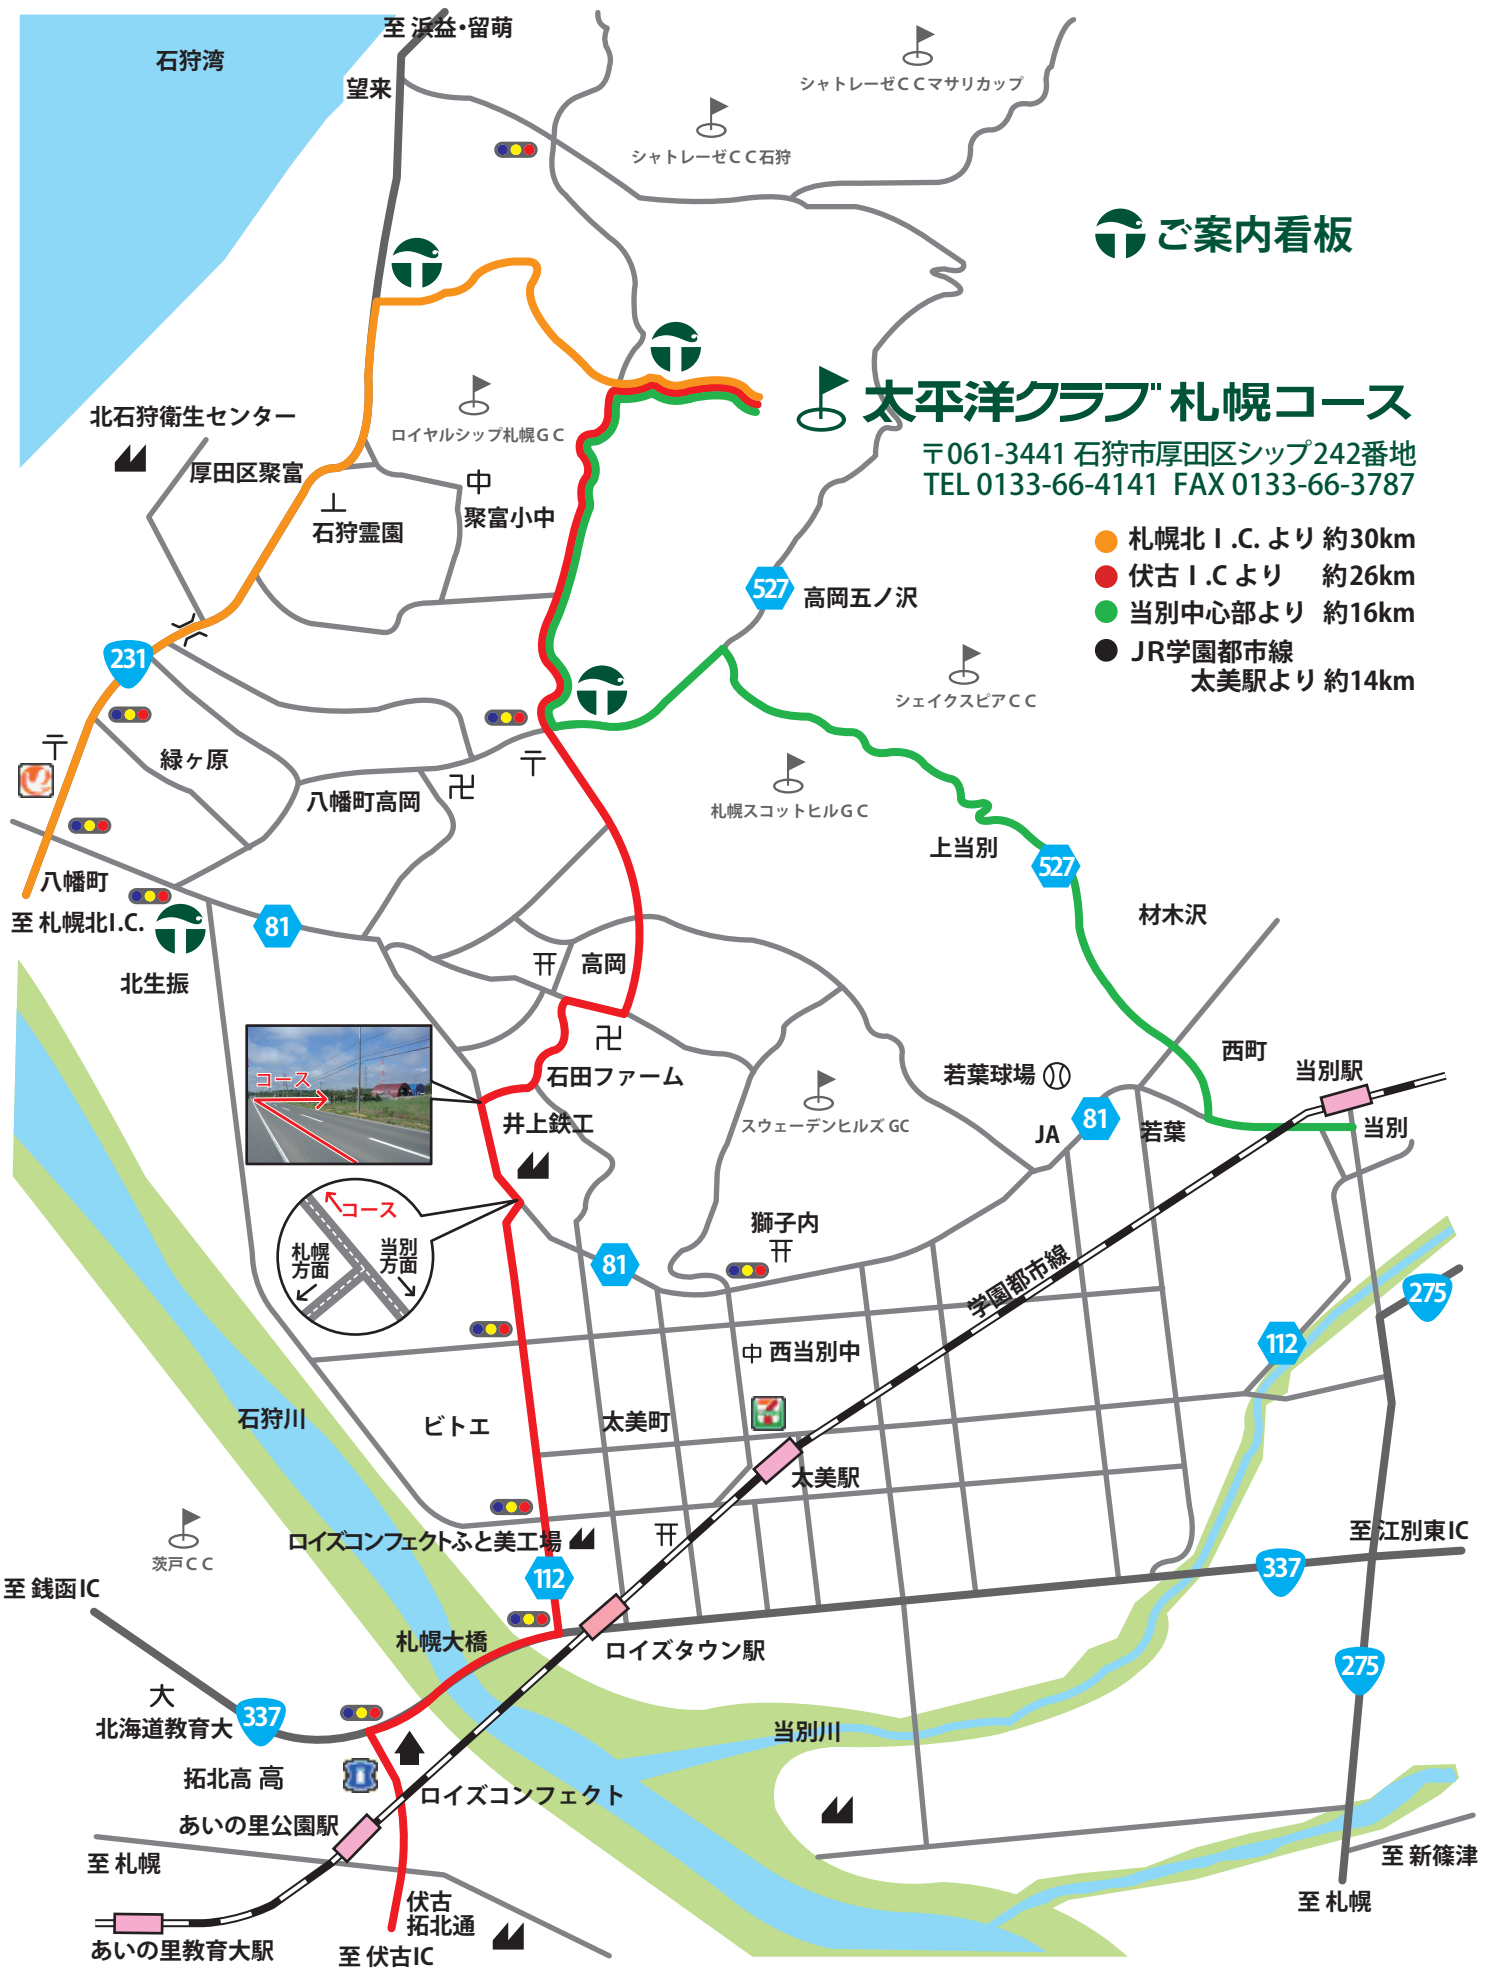 至 浜益・留萌
石狩湾
望来
シャトレーゼＣＣマサリカップ
シャトレーゼＣＣ石狩
ご案内看板
太平洋クラブ 札幌コース
〒061-3441 石狩市厚田区シップ242番地
TEL 0133-66-4141 FAX 0133-66-3787
札幌北Ｉ.C. より 約30km
伏古Ｉ.C より 約26km
当別中心部より 約16km
JR学園都市線
太美駅より 約14km
北石狩衛生センター
ロイヤルシップ札幌ＧＣ
厚田区聚富
中
聚富小中
石狩霊園
527
高岡五ノ沢
231
シェイクスピアＣＣ
〒
緑ヶ原
〒
八幡町高岡
札幌スコットヒルＧＣ
上当別
527
八幡町
至 札幌北I.C.
81
材木沢
北生振
高岡
西町
コース
石田ファーム
若葉球場
当別駅
井上鉄工
スウェーデンヒルズ GC
JA
81
若葉
当別
コース
札幌
方面
当別
方面
獅子内
81
学園都市線
275
112
中 西当別中
石狩川
ビトエ
太美町
7
太美駅
茨戸ＣＣ
ロイズコンフェクトふと美工場
至 江別東IC
112
337
至 銭函IC
札幌大橋
ロイズタウン駅
275
大
北海道教育大
337
当別川
拓北高 高
ロイズコンフェクト
あいの里公園駅
至 札幌
至 新篠津
至 札幌
伏古
拓北通
あいの里教育大駅
至 伏古IC